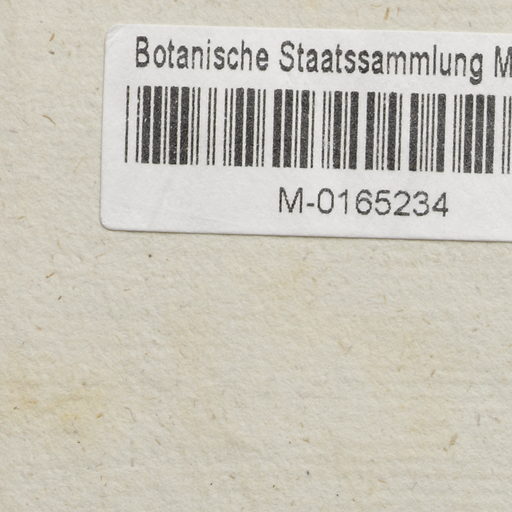 Botanische Staatssammlung M
M-0165234